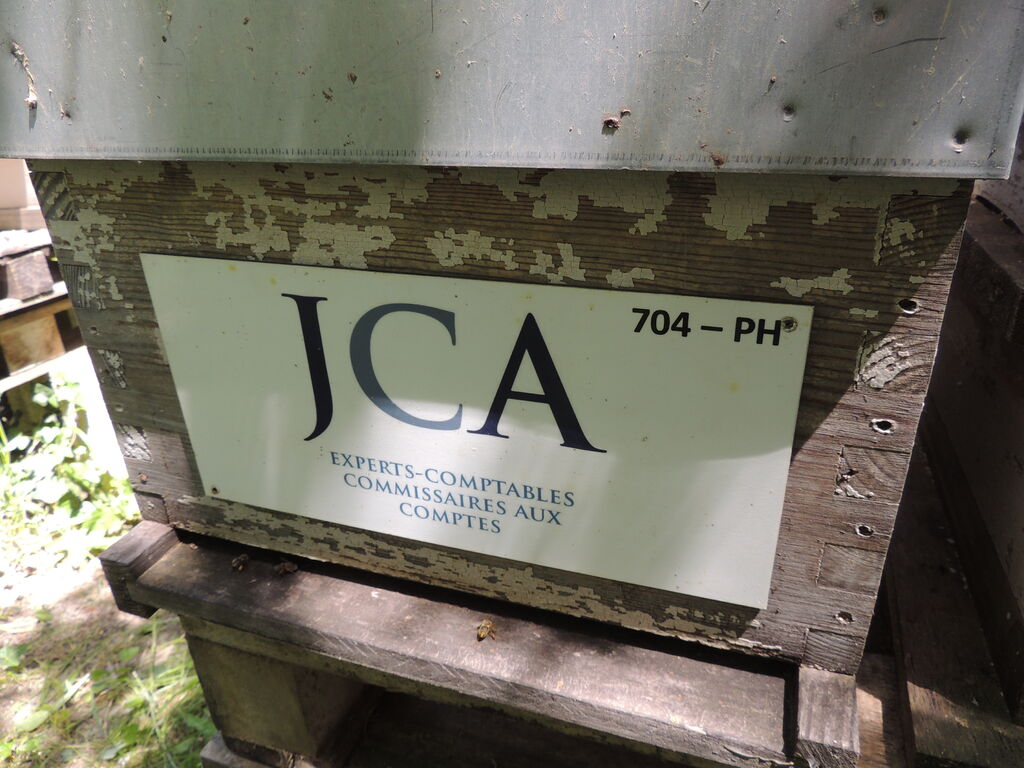 704 – PH
JCA
EXPERTS-COMPTABLES
COMMISSAIRES AUX
COMPTES